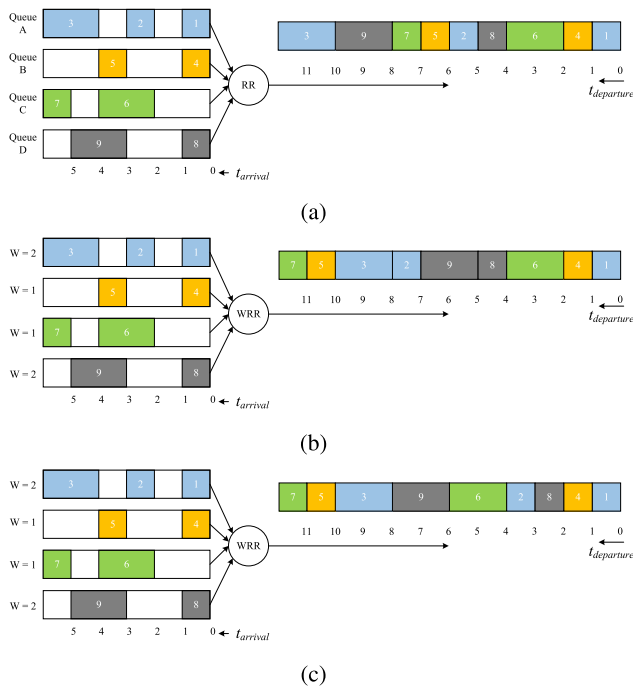 Queue A 3 2 1
Queue B 5 4
Queue C 7 6
Queue D 9 8
5 4 3 2 1 0 t_arrival
RR
3 9 7 5 2 8 6 4 1
11 10 9 8 7 6 5 4 3 2 1 0
t_departure
(a)
W = 2 3 2 1
W = 1 5 4
W = 1 7 6
W = 2 9 8
5 4 3 2 1 0 t_arrival
WRR
7 5 3 2 9 8 6 4 1
11 10 9 8 7 6 5 4 3 2 1 0
t_departure
(b)
W = 2 3 2 1
W = 1 5 4
W = 1 7 6
W = 2 9 8
5 4 3 2 1 0 t_arrival
WRR
7 5 3 9 6 2 8 4 1
11 10 9 8 7 6 5 4 3 2 1 0
t_departure
(c)